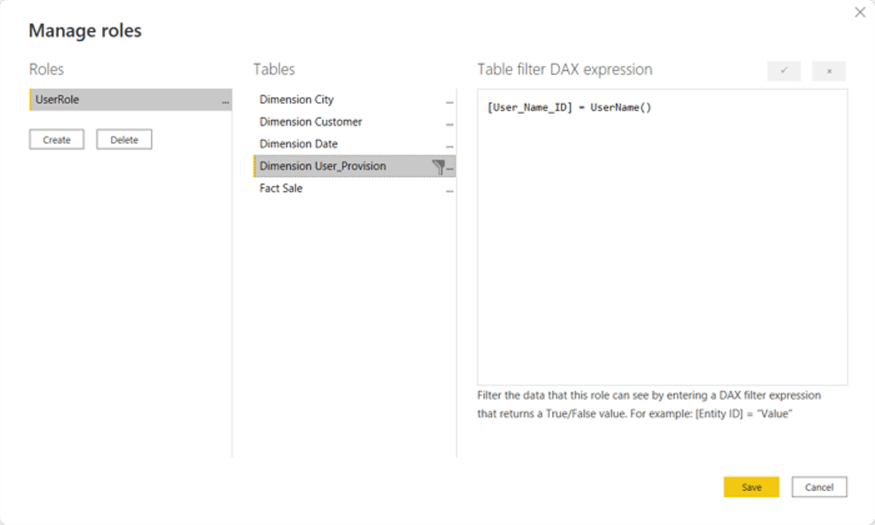 Manage roles
Roles
UserRole
...
Create
Delete
Tables
Dimension City
...
Dimension Customer
...
Dimension Date
...
Dimension User_Provision
...
Fact Sale
...
Table filter DAX expression
[User_Name_ID] = UserName()
Filter the data that this role can see by entering a DAX filter expression
that returns a True/False value. For example: [Entity ID] = “Value”
Save
Cancel